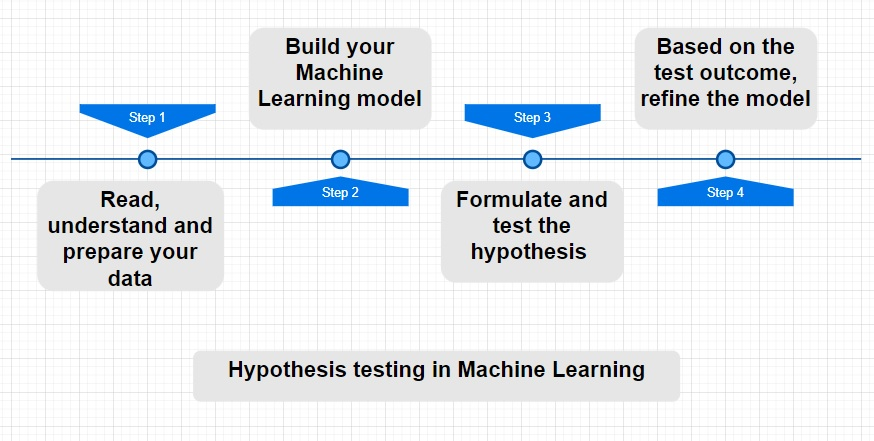 Step 1
Read,
understand and
prepare your
data
Build your
Machine
Learning model
Step 2
Step 3
Formulate and
test the
hypothesis
Based on the
test outcome,
refine the model
Step 4
Hypothesis testing in Machine Learning